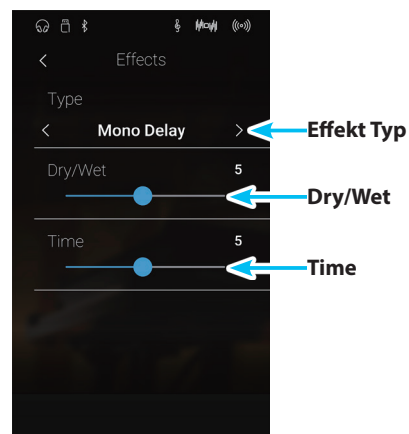 Effects
Type
Mono Delay
Effekt Typ
Dry/Wet 5
Dry/Wet
Time 5
Time